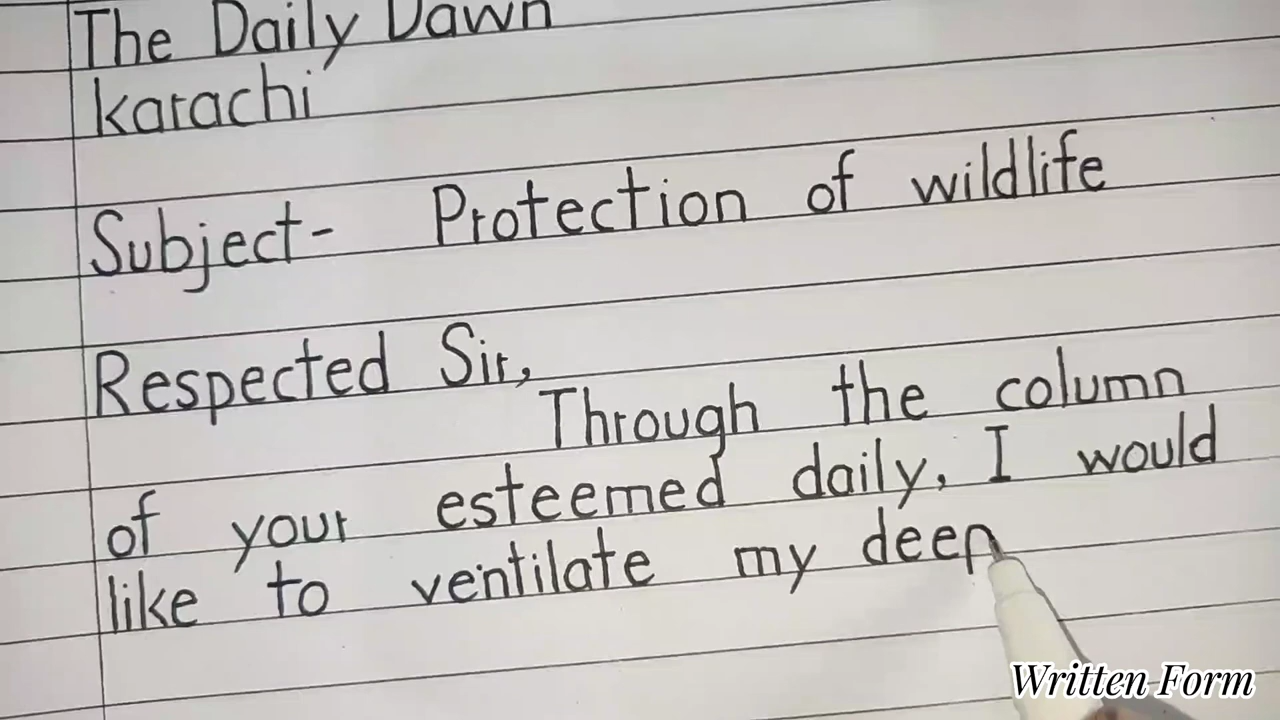 The Daily Dawn
Karachi
Subject- Protection of wildlife
Respected Sir,
Through the column
of your esteemed daily, I would
like to ventilate my deep
Written Form